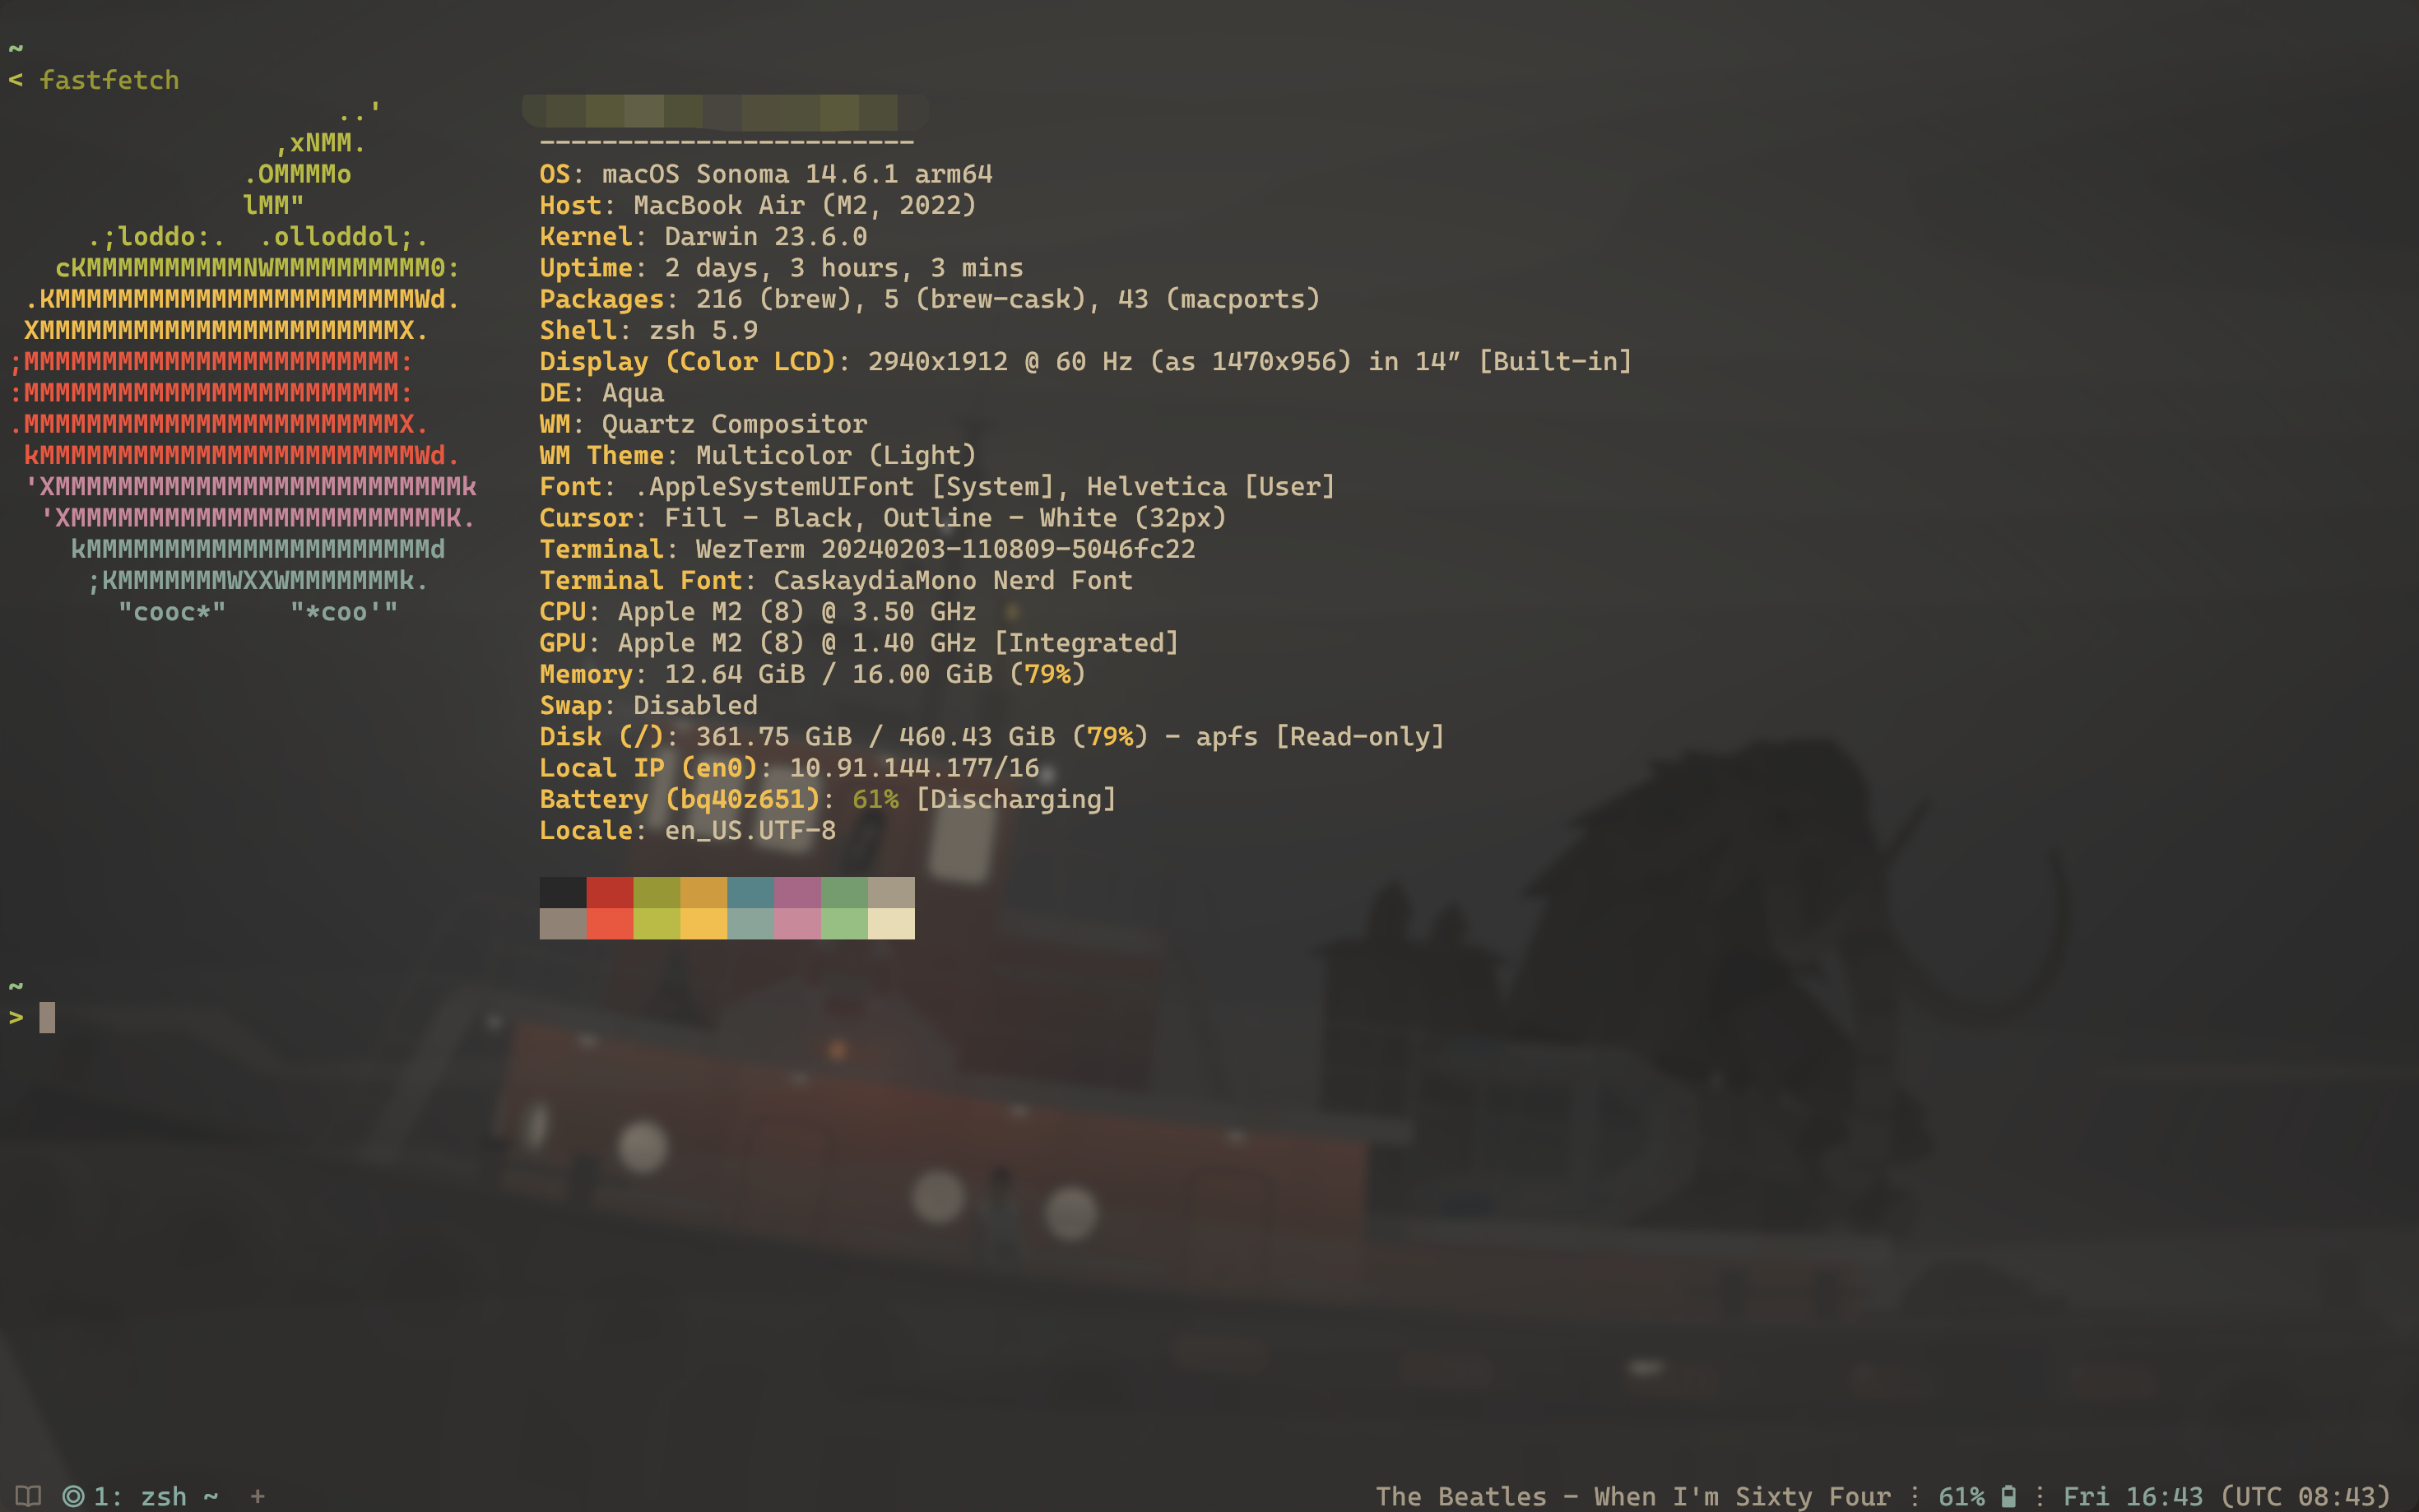 ~
< fastfetch
..'
,xNMM.
------------------------
.OMMMMo
OS: macOS Sonoma 14.6.1 arm64
lMM"
Host: MacBook Air (M2, 2022)
.;loddo:.  .olloddol;.
Kernel: Darwin 23.6.0
cKMMMMMMMMMMNWMMMMMMMMMM0:
Uptime: 2 days, 3 hours, 3 mins
.KMMMMMMMMMMMMMMMMMMMMMMMWd.
Packages: 216 (brew), 5 (brew-cask), 43 (macports)
XMMMMMMMMMMMMMMMMMMMMMMMX.
Shell: zsh 5.9
;MMMMMMMMMMMMMMMMMMMMMMMM:
Display (Color LCD): 2940x1912 @ 60 Hz (as 1470x956) in 14″ [Built-in]
:MMMMMMMMMMMMMMMMMMMMMMMM:
DE: Aqua
.MMMMMMMMMMMMMMMMMMMMMMMMX.
WM: Quartz Compositor
kMMMMMMMMMMMMMMMMMMMMMMMMWd.
WM Theme: Multicolor (Light)
'XMMMMMMMMMMMMMMMMMMMMMMMMMMk
Font: .AppleSystemUIFont [System], Helvetica [User]
'XMMMMMMMMMMMMMMMMMMMMMMMMK.
Cursor: Fill - Black, Outline - White (32px)
kMMMMMMMMMMMMMMMMMMMMMMd
Terminal: WezTerm 20240203-110809-5046fc22
;KMMMMMMMWXXWMMMMMMMk.
Terminal Font: CaskaydiaMono Nerd Font
"cooc*"    "*coo'"
CPU: Apple M2 (8) @ 3.50 GHz
GPU: Apple M2 (8) @ 1.40 GHz [Integrated]
Memory: 12.64 GiB / 16.00 GiB (79%)
Swap: Disabled
Disk (/): 361.75 GiB / 460.43 GiB (79%) - apfs [Read-only]
Local IP (en0): 10.91.144.177/16
Battery (bq40z651): 61% [Discharging]
Locale: en_US.UTF-8
~
>
1: zsh ~ +
The Beatles - When I'm Sixty Four ⋮ 61% ⋮ Fri 16:43 (UTC 08:43)